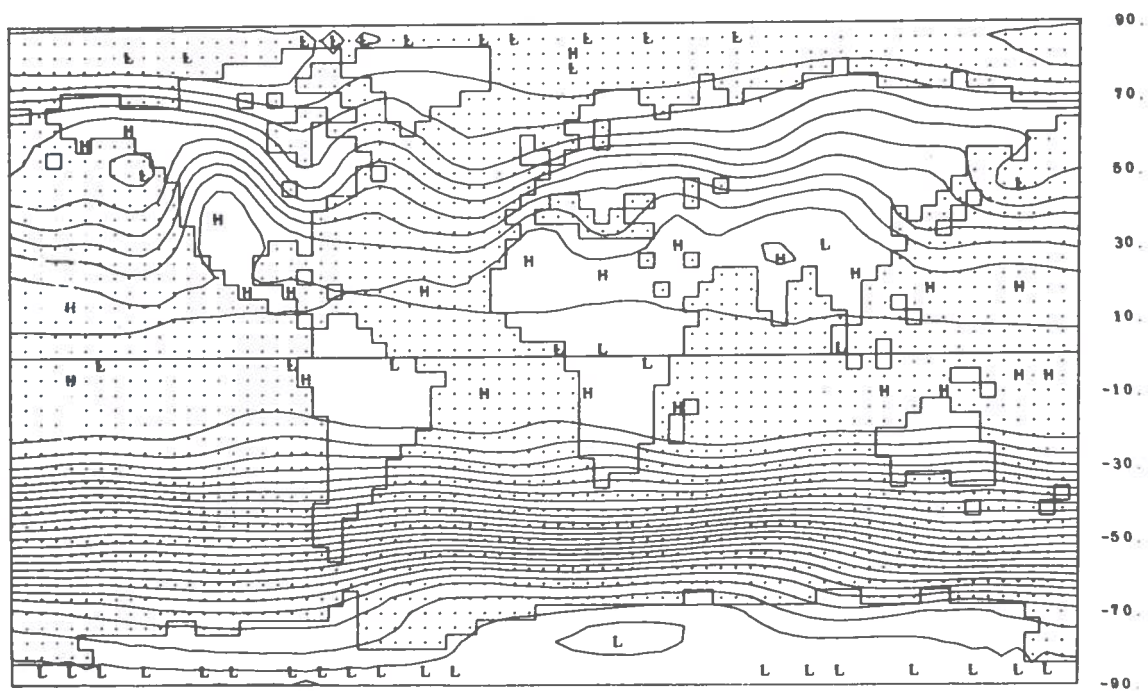 90.
L L L L L L L L L
L L H
L
70.
H
H
50.
L L
H
30.
H L
H H
H H
H H H H H
H
10.
L L L
L L L L
H H H H
-10.
H H H H
H
-30.
-50.
-70.
L
L L L L L L L L L L L L L L L L L L
-90.